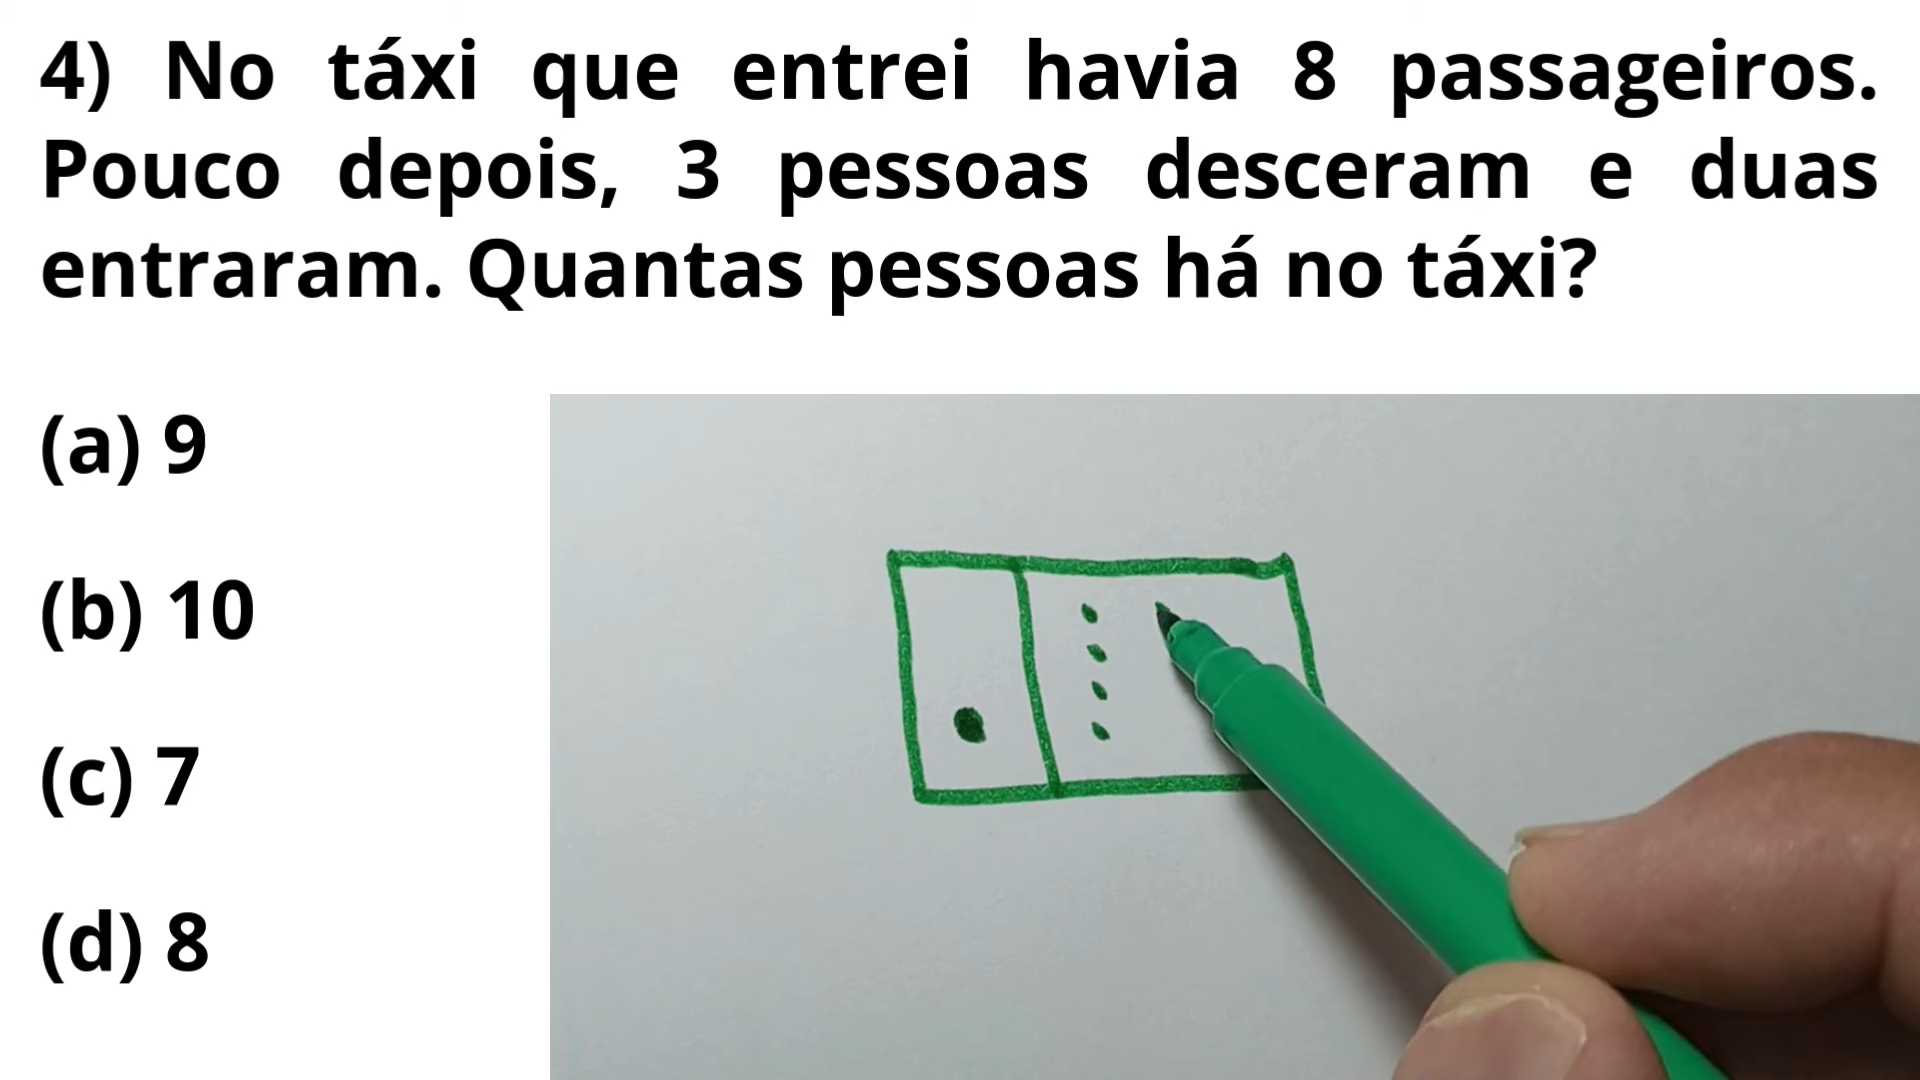 4) No táxi que entrei havia 8 passageiros.
Pouco depois, 3 pessoas desceram e duas
entraram. Quantas pessoas há no táxi?
(a) 9
(b) 10
(c) 7
(d) 8